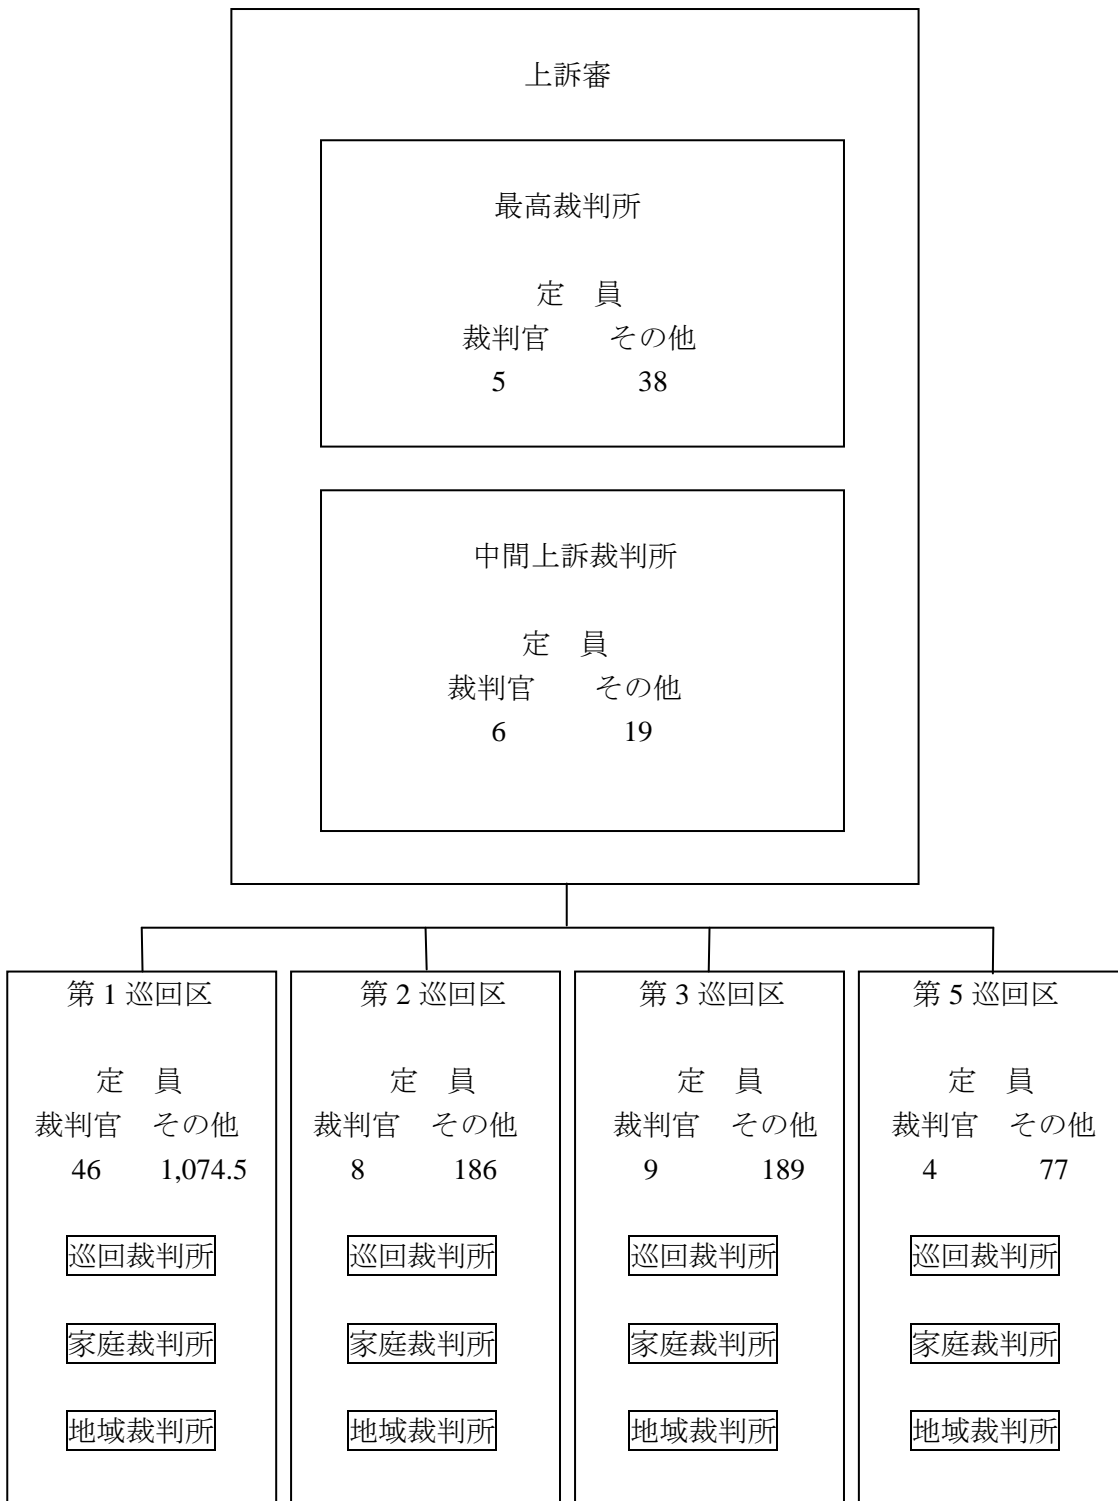 上訴審
最高裁判所
定　員
裁判官　その他
5　38
中間上訴裁判所
定　員
裁判官　その他
6　19
第 1 巡回区
定　員
裁判官　その他
46　1,074.5
巡回裁判所
家庭裁判所
地域裁判所
第 2 巡回区
定　員
裁判官　その他
8　186
巡回裁判所
家庭裁判所
地域裁判所
第 3 巡回区
定　員
裁判官　その他
9　189
巡回裁判所
家庭裁判所
地域裁判所
第 5 巡回区
定　員
裁判官　その他
4　77
巡回裁判所
家庭裁判所
地域裁判所